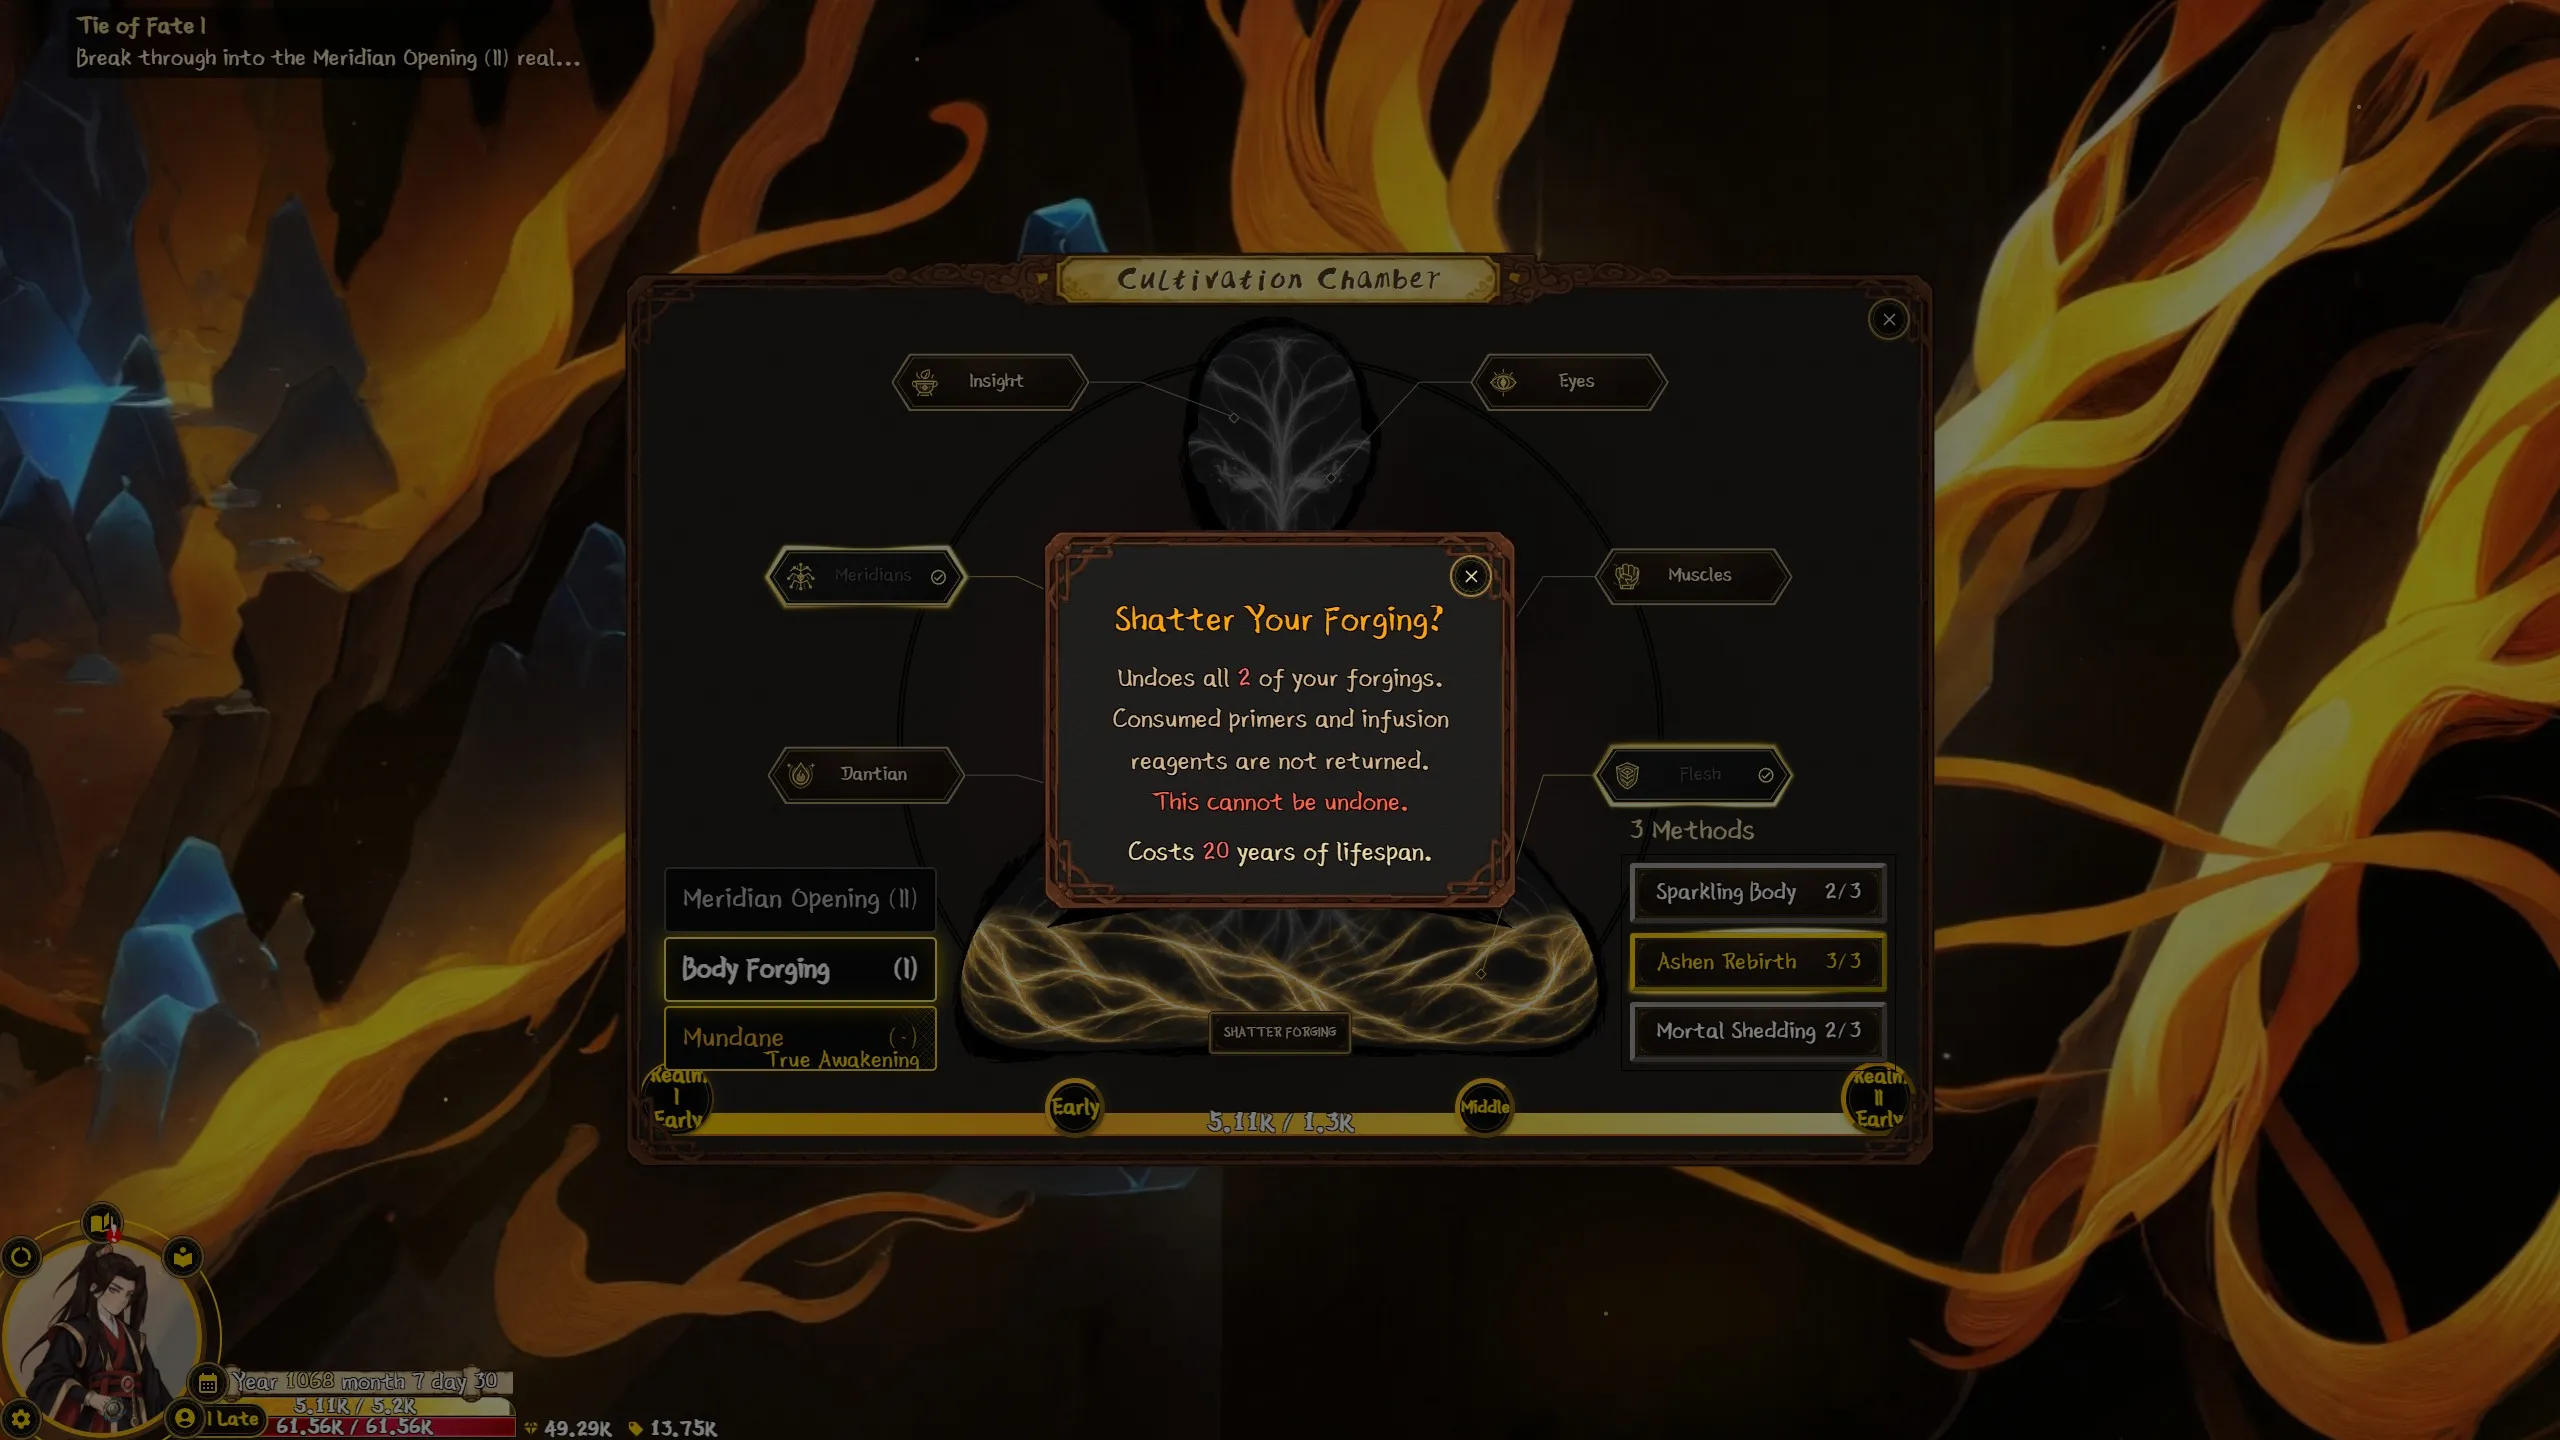 Tie of Fate I
Break through into the Meridian Opening (II) real...
Cultivation Chamber
Insight
Eyes
Meridians
Muscles
Shatter Your Forging?
Undoes all 2 of your forgings.
Consumed primers and infusion
reagents are not returned.
This cannot be undone.
Costs 20 years of lifespan.
Dantian
Flesh
3 Methods
Sparkling Body 2/3
Ashen Rebirth 3/3
Mortal Shedding 2/3
Meridian Opening (II)
Body Forging (I)
Mundane (-)
True Awakening
SHATTER FORGING
Realm
I
Early
Early
5.11K / 1.3K
Middle
Realm
II
Early
Year 1068 month 7 day 30
5.11K / 5.2K
I Late
61.56K / 61.56K
49.29K
13.75K